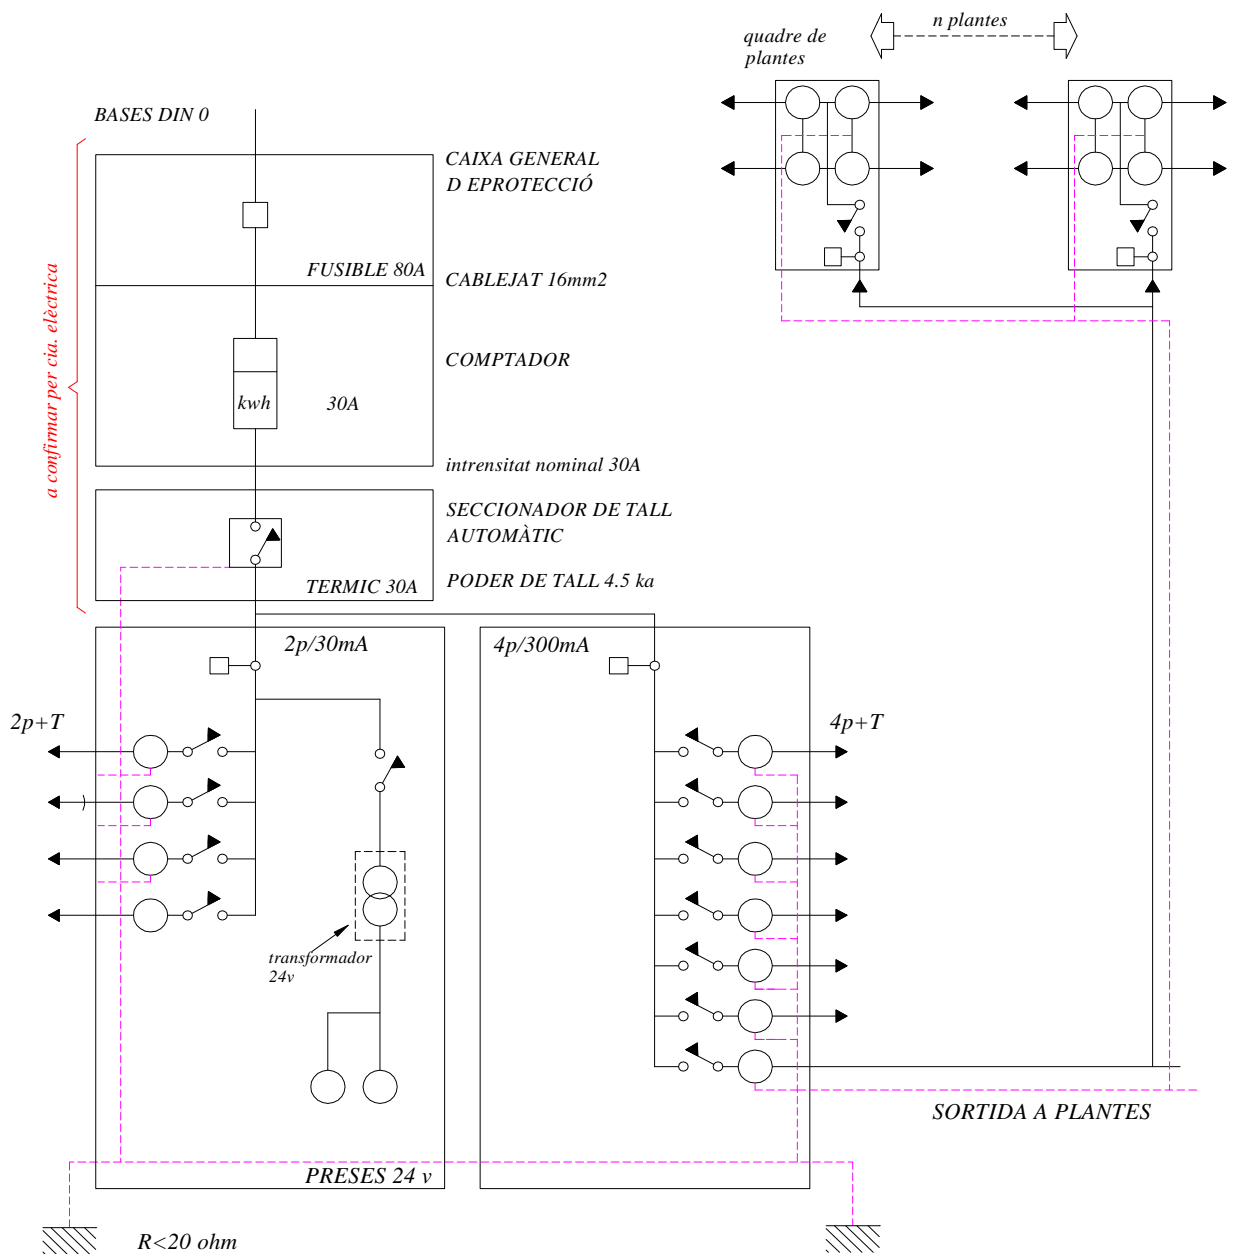 n plantes
quadre de
plantes
BASES DIN 0
CAIXA GENERAL
D EPROTECCIÓ
FUSIBLE 80A
CABLEJAT 16mm2
a confirmar per cia. elèctrica
COMPTADOR
kwh
30A
intrensitat nominal 30A
SECCIONADOR DE TALL
AUTOMÀTIC
TERMIC 30A
PODER DE TALL 4.5 ka
2p/30mA
4p/300mA
2p+T
4p+T
transformador
24v
SORTIDA A PLANTES
PRESES 24 v
R<20 ohm